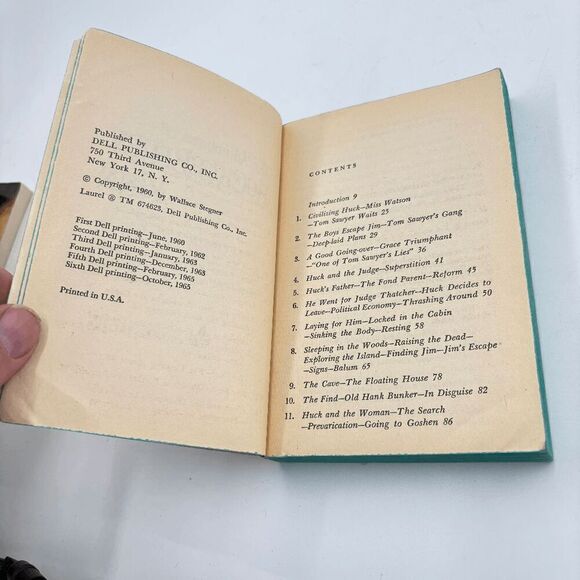 Published by
DELL PUBLISHING CO., INC.
750 Third Avenue
New York 17, N. Y.
© Copyright, 1960, by Wallace Stegner
Laurel ® TM 674623, Dell Publishing Co., Inc.
First Dell printing—June, 1960
Second Dell printing—February, 1962
Third Dell printing—January, 1963
Fourth Dell printing—December, 1963
Fifth Dell printing—February, 1965
Sixth Dell printing—October, 1965
Printed in U.S.A.
CONTENTS
Introduction 9
1. Civilizing Huck—Miss Watson
—Tom Sawyer Waits 25
2. The Boys Escape Jim—Tom Sawyer's Gang
—Deep-laid Plans 29
3. A Good Going-over—Grace Triumphant
—"One of Tom Sawyer's Lies" 36
4. Huck and the Judge—Superstition 41
5. Huck's Father—The Fond Parent—Reform 45
6. He Went for Judge Thatcher—Huck Decides to
Leave—Political Economy—Thrashing Around 50
7. Laying for Him—Locked in the Cabin
—Sinking the Body—Resting 58
8. Sleeping in the Woods—Raising the Dead—
Exploring the Island—Finding Jim—Jim's Escape
—Signs—Balum 65
9. The Cave—The Floating House 78
10. The Find—Old Hank Bunker—In Disguise 82
11. Huck and the Woman—The Search
—Prevarication—Going to Goshen 86